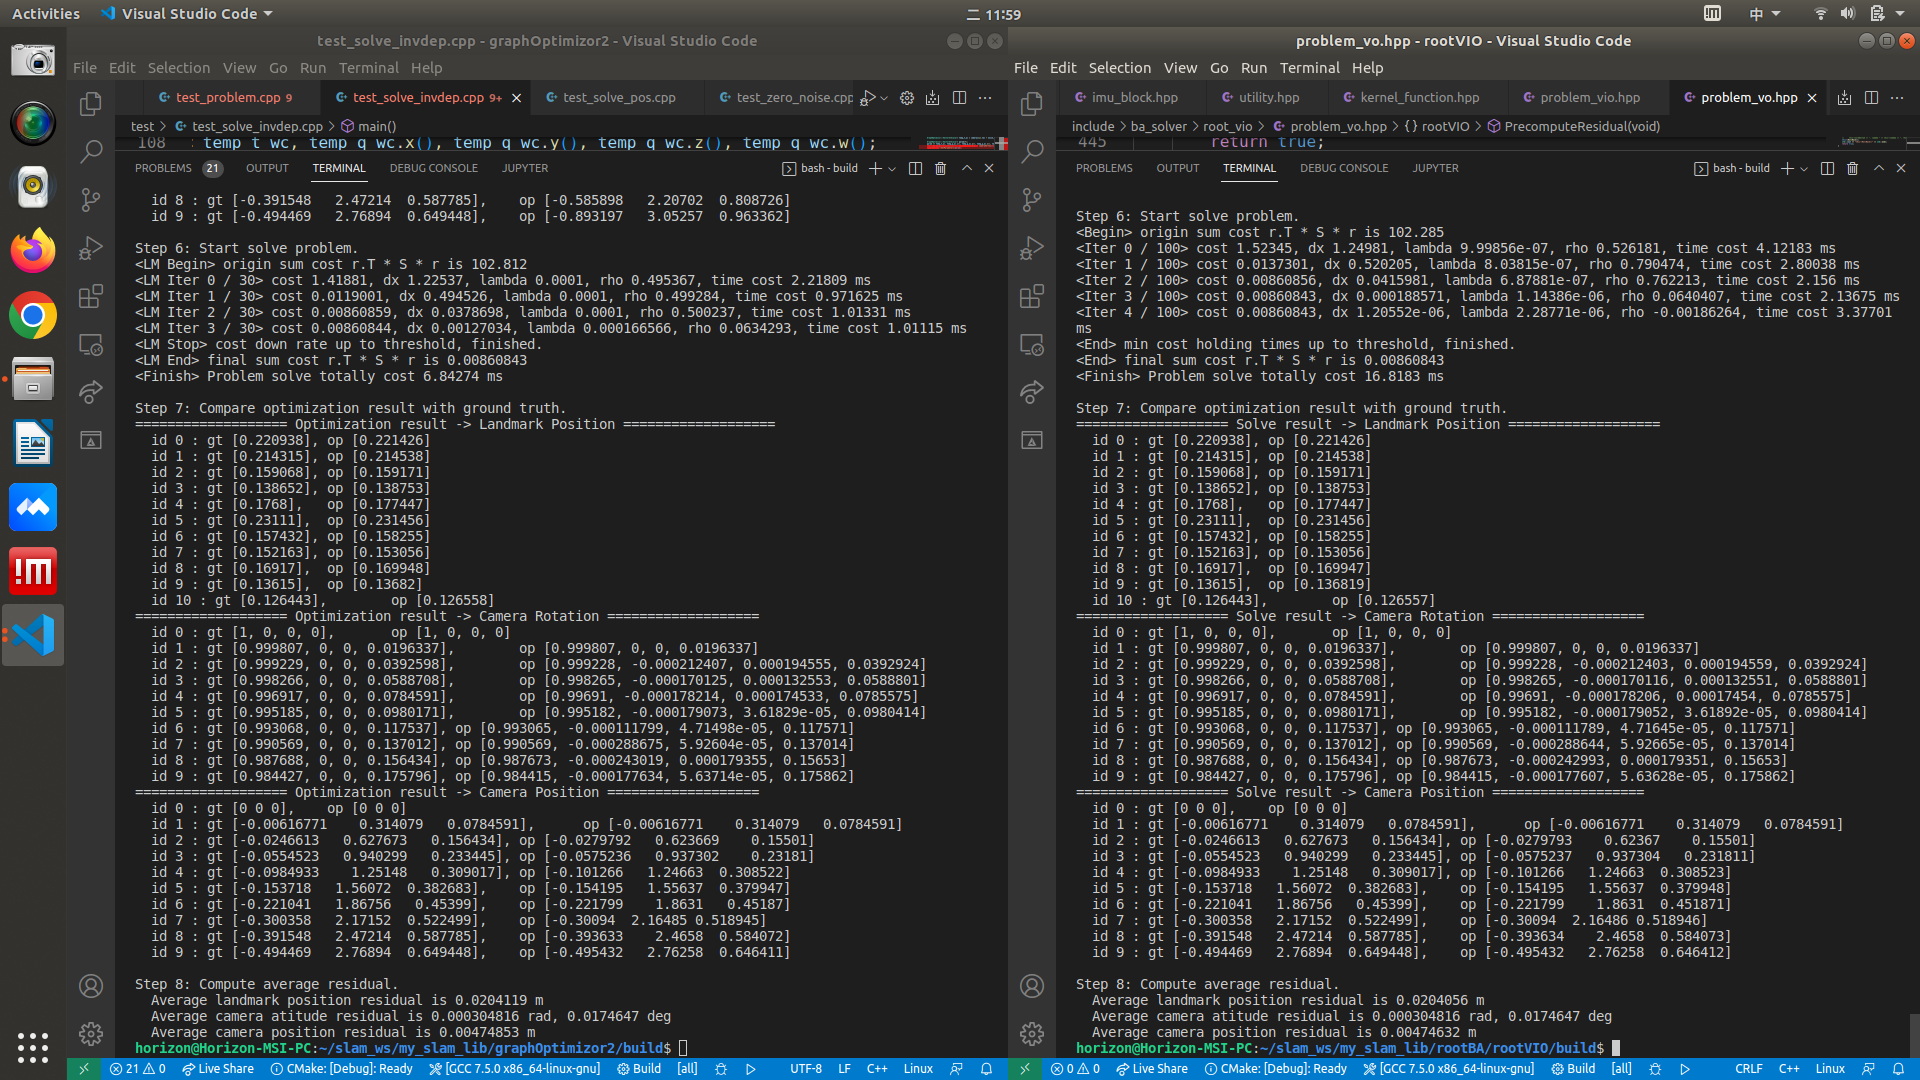 Activities
Visual Studio Code
二 11:59
中
test_solve_invdep.cpp - graphOptimizor2 - Visual Studio Code
File Edit Selection View Go Run Terminal Help
test_problem.cpp 9
test_solve_invdep.cpp 9+
test_solve_pos.cpp
test_zero_noise.cpp
test > test_solve_invdep.cpp > main()
108 temp_t_wc, temp_q_wc.x(), temp_q_wc.y(), temp_q_wc.z(), temp_q_wc.w();
PROBLEMS 21 OUTPUT TERMINAL DEBUG CONSOLE JUPYTER
bash - build
id 8 : gt [-0.391548 2.47214 0.587785], op [-0.585898 2.20702 0.808726]
id 9 : gt [-0.494469 2.76894 0.649448], op [-0.893197 3.05257 0.963362]
Step 6: Start solve problem.
<LM Begin> origin sum cost r.T * S * r is 102.812
<LM Iter 0 / 30> cost 1.41881, dx 1.22537, lambda 0.0001, rho 0.495367, time cost 2.21809 ms
<LM Iter 1 / 30> cost 0.0119001, dx 0.494526, lambda 0.0001, rho 0.499284, time cost 0.971625 ms
<LM Iter 2 / 30> cost 0.00860859, dx 0.0378698, lambda 0.0001, rho 0.500237, time cost 1.01331 ms
<LM Iter 3 / 30> cost 0.00860844, dx 0.00127034, lambda 0.000166566, rho 0.0634293, time cost 1.01115 ms
<LM Stop> cost down rate up to threshold, finished.
<LM End> final sum cost r.T * S * r is 0.00860843
<Finish> Problem solve totally cost 6.84274 ms
Step 7: Compare optimization result with ground truth.
=================== Optimization result -> Landmark Position ===================
id 0 : gt [0.220938], op [0.221426]
id 1 : gt [0.214315], op [0.214538]
id 2 : gt [0.159068], op [0.159171]
id 3 : gt [0.138652], op [0.138753]
id 4 : gt [0.1768], op [0.177447]
id 5 : gt [0.23111], op [0.231456]
id 6 : gt [0.157432], op [0.158255]
id 7 : gt [0.152163], op [0.153056]
id 8 : gt [0.16917], op [0.169948]
id 9 : gt [0.13615], op [0.13682]
id 10 : gt [0.126443], op [0.126558]
=================== Optimization result -> Camera Rotation ===================
id 0 : gt [1, 0, 0, 0], op [1, 0, 0, 0]
id 1 : gt [0.999807, 0, 0, 0.0196337], op [0.999807, 0, 0, 0.0196337]
id 2 : gt [0.999229, 0, 0, 0.0392598], op [0.999228, -0.000212407, 0.000194555, 0.0392924]
id 3 : gt [0.998266, 0, 0, 0.0588708], op [0.998265, -0.000170125, 0.000132553, 0.0588801]
id 4 : gt [0.996917, 0, 0, 0.0784591], op [0.99691, -0.000178214, 0.000174533, 0.0785575]
id 5 : gt [0.995185, 0, 0, 0.0980171], op [0.995182, -0.000179073, 3.61829e-05, 0.0980414]
id 6 : gt [0.993068, 0, 0, 0.117537], op [0.993065, -0.000111799, 4.71498e-05, 0.117571]
id 7 : gt [0.990569, 0, 0, 0.137012], op [0.990569, -0.000288675, 5.92604e-05, 0.137014]
id 8 : gt [0.987688, 0, 0, 0.156434], op [0.987673, -0.000243019, 0.000179355, 0.15653]
id 9 : gt [0.984427, 0, 0, 0.175796], op [0.984415, -0.000177634, 5.63714e-05, 0.175862]
=================== Optimization result -> Camera Position ===================
id 0 : gt [0 0 0], op [0 0 0]
id 1 : gt [-0.00616771 0.314079 0.0784591], op [-0.00616771 0.314079 0.0784591]
id 2 : gt [-0.0246613 0.627673 0.156434], op [-0.0279792 0.623669 0.15501]
id 3 : gt [-0.0554523 0.940299 0.233445], op [-0.0575236 0.937302 0.23181]
id 4 : gt [-0.0984933 1.25148 0.309017], op [-0.101266 1.24663 0.308522]
id 5 : gt [-0.153718 1.56072 0.382683], op [-0.154195 1.55637 0.379947]
id 6 : gt [-0.221041 1.86756 0.45399], op [-0.221799 1.8631 0.45187]
id 7 : gt [-0.300358 2.17152 0.522499], op [-0.30094 2.16485 0.518945]
id 8 : gt [-0.391548 2.47214 0.587785], op [-0.393633 2.4658 0.584072]
id 9 : gt [-0.494469 2.76894 0.649448], op [-0.495432 2.76258 0.646411]
Step 8: Compute average residual.
Average landmark position residual is 0.0204119 m
Average camera atitude residual is 0.000304816 rad, 0.0174647 deg
Average camera position residual is 0.00474853 m
horizon@Horizon-MSI-PC:~/slam_ws/my_slam_lib/graphOptimizor2/build$
21 0 Live Share CMake: [Debug]: Ready [GCC 7.5.0 x86_64-linux-gnu] Build [all] UTF-8 LF C++ Linux
problem_vo.hpp - rootVIO - Visual Studio Code
File Edit Selection View Go Run Terminal Help
imu_block.hpp
utility.hpp
kernel_function.hpp
problem_vio.hpp
problem_vo.hpp
include > ba_solver > root_vio > problem_vo.hpp > {} rootVIO > PrecomputeResidual(void)
445 return true;
PROBLEMS OUTPUT TERMINAL DEBUG CONSOLE JUPYTER
bash - build
Step 6: Start solve problem.
<Begin> origin sum cost r.T * S * r is 102.285
<Iter 0 / 100> cost 1.52345, dx 1.24981, lambda 9.99856e-07, rho 0.526181, time cost 4.12183 ms
<Iter 1 / 100> cost 0.0137301, dx 0.520205, lambda 8.03815e-07, rho 0.790474, time cost 2.80038 ms
<Iter 2 / 100> cost 0.00860856, dx 0.0415981, lambda 6.87881e-07, rho 0.762213, time cost 2.156 ms
<Iter 3 / 100> cost 0.00860843, dx 0.000188571, lambda 1.14386e-06, rho 0.0640407, time cost 2.13675 ms
<Iter 4 / 100> cost 0.00860843, dx 1.20552e-06, lambda 2.28771e-06, rho -0.00186264, time cost 3.37701
ms
<End> min cost holding times up to threshold, finished.
<End> final sum cost r.T * S * r is 0.00860843
<Finish> Problem solve totally cost 16.8183 ms
Step 7: Compare optimization result with ground truth.
=================== Solve result -> Landmark Position ===================
id 0 : gt [0.220938], op [0.221426]
id 1 : gt [0.214315], op [0.214538]
id 2 : gt [0.159068], op [0.159171]
id 3 : gt [0.138652], op [0.138753]
id 4 : gt [0.1768], op [0.177447]
id 5 : gt [0.23111], op [0.231456]
id 6 : gt [0.157432], op [0.158255]
id 7 : gt [0.152163], op [0.153056]
id 8 : gt [0.16917], op [0.169947]
id 9 : gt [0.13615], op [0.136819]
id 10 : gt [0.126443], op [0.126557]
=================== Solve result -> Camera Rotation ===================
id 0 : gt [1, 0, 0, 0], op [1, 0, 0, 0]
id 1 : gt [0.999807, 0, 0, 0.0196337], op [0.999807, 0, 0, 0.0196337]
id 2 : gt [0.999229, 0, 0, 0.0392598], op [0.999228, -0.000212403, 0.000194559, 0.0392924]
id 3 : gt [0.998266, 0, 0, 0.0588708], op [0.998265, -0.000170116, 0.000132551, 0.0588801]
id 4 : gt [0.996917, 0, 0, 0.0784591], op [0.99691, -0.000178206, 0.00017454, 0.0785575]
id 5 : gt [0.995185, 0, 0, 0.0980171], op [0.995182, -0.000179052, 3.61892e-05, 0.0980414]
id 6 : gt [0.993068, 0, 0, 0.117537], op [0.993065, -0.000111789, 4.71645e-05, 0.117571]
id 7 : gt [0.990569, 0, 0, 0.137012], op [0.990569, -0.000288644, 5.92665e-05, 0.137014]
id 8 : gt [0.987688, 0, 0, 0.156434], op [0.987673, -0.000242993, 0.000179351, 0.15653]
id 9 : gt [0.984427, 0, 0, 0.175796], op [0.984415, -0.000177607, 5.63628e-05, 0.175862]
=================== Solve result -> Camera Position ===================
id 0 : gt [0 0 0], op [0 0 0]
id 1 : gt [-0.00616771 0.314079 0.0784591], op [-0.00616771 0.314079 0.0784591]
id 2 : gt [-0.0246613 0.627673 0.156434], op [-0.0279793 0.62367 0.15501]
id 3 : gt [-0.0554523 0.940299 0.233445], op [-0.0575237 0.937304 0.231811]
id 4 : gt [-0.0984933 1.25148 0.309017], op [-0.101266 1.24663 0.308523]
id 5 : gt [-0.153718 1.56072 0.382683], op [-0.154195 1.55637 0.379948]
id 6 : gt [-0.221041 1.86756 0.45399], op [-0.221799 1.8631 0.451871]
id 7 : gt [-0.300358 2.17152 0.522499], op [-0.30094 2.16486 0.518946]
id 8 : gt [-0.391548 2.47214 0.587785], op [-0.393634 2.4658 0.584073]
id 9 : gt [-0.494469 2.76894 0.649448], op [-0.495432 2.76258 0.646412]
Step 8: Compute average residual.
Average landmark position residual is 0.0204056 m
Average camera atitude residual is 0.000304816 rad, 0.0174647 deg
Average camera position residual is 0.00474632 m
horizon@Horizon-MSI-PC:~/slam_ws/my_slam_lib/rootBA/rootVIO/build$
0 0 Live Share CMake: [Debug]: Ready [GCC 7.5.0 x86_64-linux-gnu] Build [all] CRLF C++ Linux